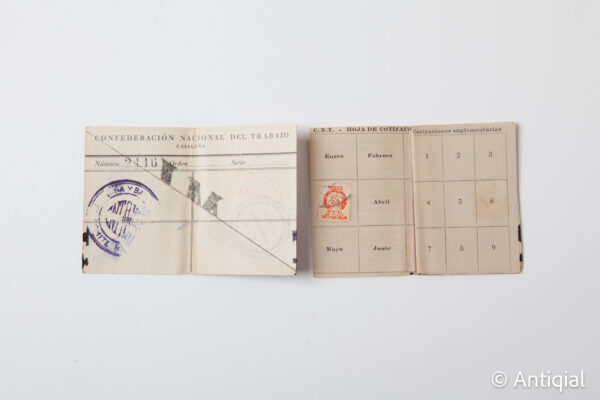 CONFEDERACIÓN NACIONAL DEL TRABAJO
CATALUÑA
Número 2416 Orden Serie
C.N.T. - HOJA DE COTIZACI
Cotizaciones suplementarias
Enero Febrero 1 2 3
Abril 4 5 6
Mayo Junio 7 8 9
© Antiqial